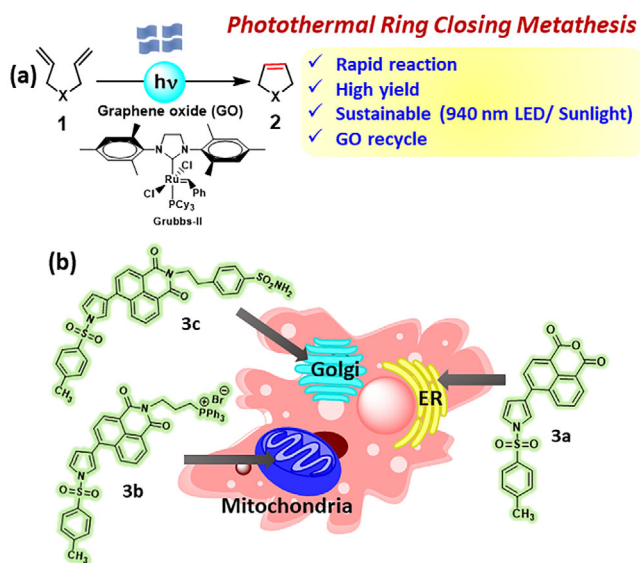 Photothermal Ring Closing Metathesis
(a)
X
1
hν
Graphene oxide (GO)
X
2
✓ Rapid reaction
✓ High yield
✓ Sustainable (940 nm LED/ Sunlight)
✓ GO recycle
N N
Cl
Ru
Cl
Ph
PCy3
Grubbs-II
(b)
O
N
O
SO2NH2
N
O S O
CH3
3c
Golgi
ER
O
O
O
N
O S O
CH3
3a
O
N
O
Br⊖
⊕PPh3
N
O S O
CH3
3b
Mitochondria